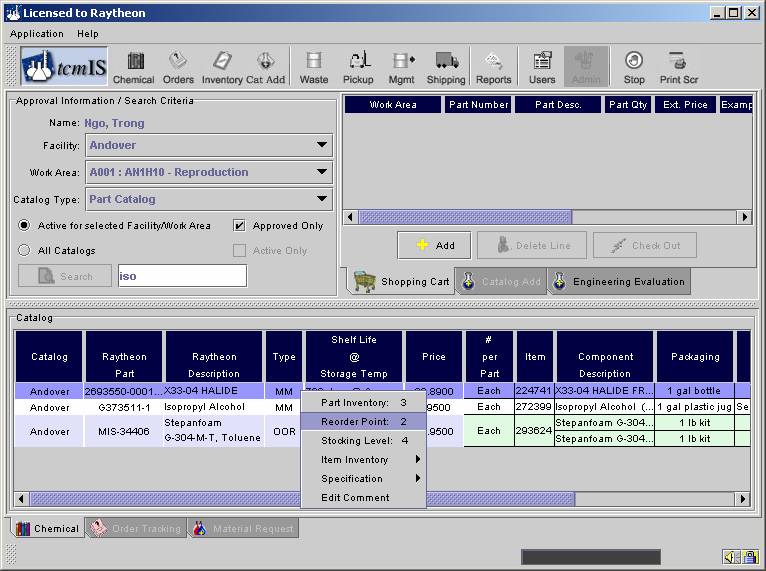 Licensed to Raytheon
Application Help
tcmIS Chemical Orders Inventory Cat Add Waste Pickup Mgmt Shipping Reports Users Admin Stop Print Scr
Approval Information / Search Criteria
Name: Ngo, Trong
Facility: Andover
Work Area: A001 : AN1H10 - Reproduction
Catalog Type: Part Catalog
Active for selected Facility/Work Area Approved Only
All Catalogs Active Only
Search iso
Work Area Part Number Part Desc. Part Qty Ext. Price Examp
Add Delete Line Check Out
Shopping Cart Catalog Add Engineering Evaluation
Catalog
Catalog Raytheon Part Raytheon Description Type Shelf Life @ Storage Temp Price # per Part Item Component Description Packaging
Andover 2693550-0001... X33-04 HALIDE MM .8900 Each 224741 X33-04 HALIDE FR... 1 gal bottle
Andover G373511-1 Isopropyl Alcohol MM .9500 Each 272399 Isopropyl Alcohol (... 1 gal plastic jug Se
Andover MIS-34406 Stepanfoam G-304-M-T, Toluene OOR .9500 Each 293624 Stepanfoam G-304... 1 lb kit
Stepanfoam G-304... 1 lb kit
Part Inventory: 3
Reorder Point: 2
Stocking Level: 4
Item Inventory
Specification
Edit Comment
Chemical Order Tracking Material Request